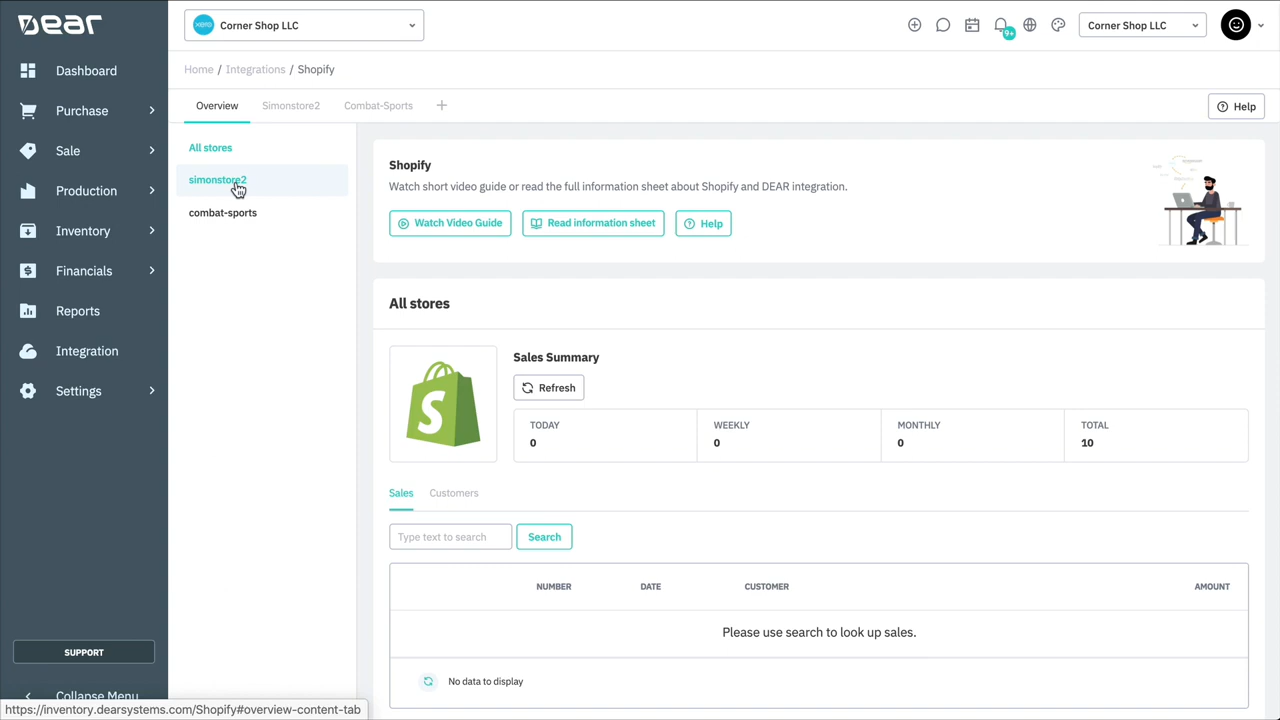 DEAR
xero Corner Shop LLC
9+
Corner Shop LLC
Dashboard
Purchase
Sale
Production
Inventory
Financials
Reports
Integration
Settings
SUPPORT
Collapse Menu
Home / Integrations / Shopify
Overview Simonstore2 Combat-Sports
Help
All stores
simonstore2
combat-sports
Shopify
Watch short video guide or read the full information sheet about Shopify and DEAR integration.
Watch Video Guide Read information sheet Help
All stores
Sales Summary
Refresh
TODAY WEEKLY MONTHLY TOTAL
0 0 0 10
Sales Customers
Type text to search Search
NUMBER DATE CUSTOMER AMOUNT
Please use search to look up sales.
No data to display
https://inventory.dearsystems.com/Shopify#overview-content-tab